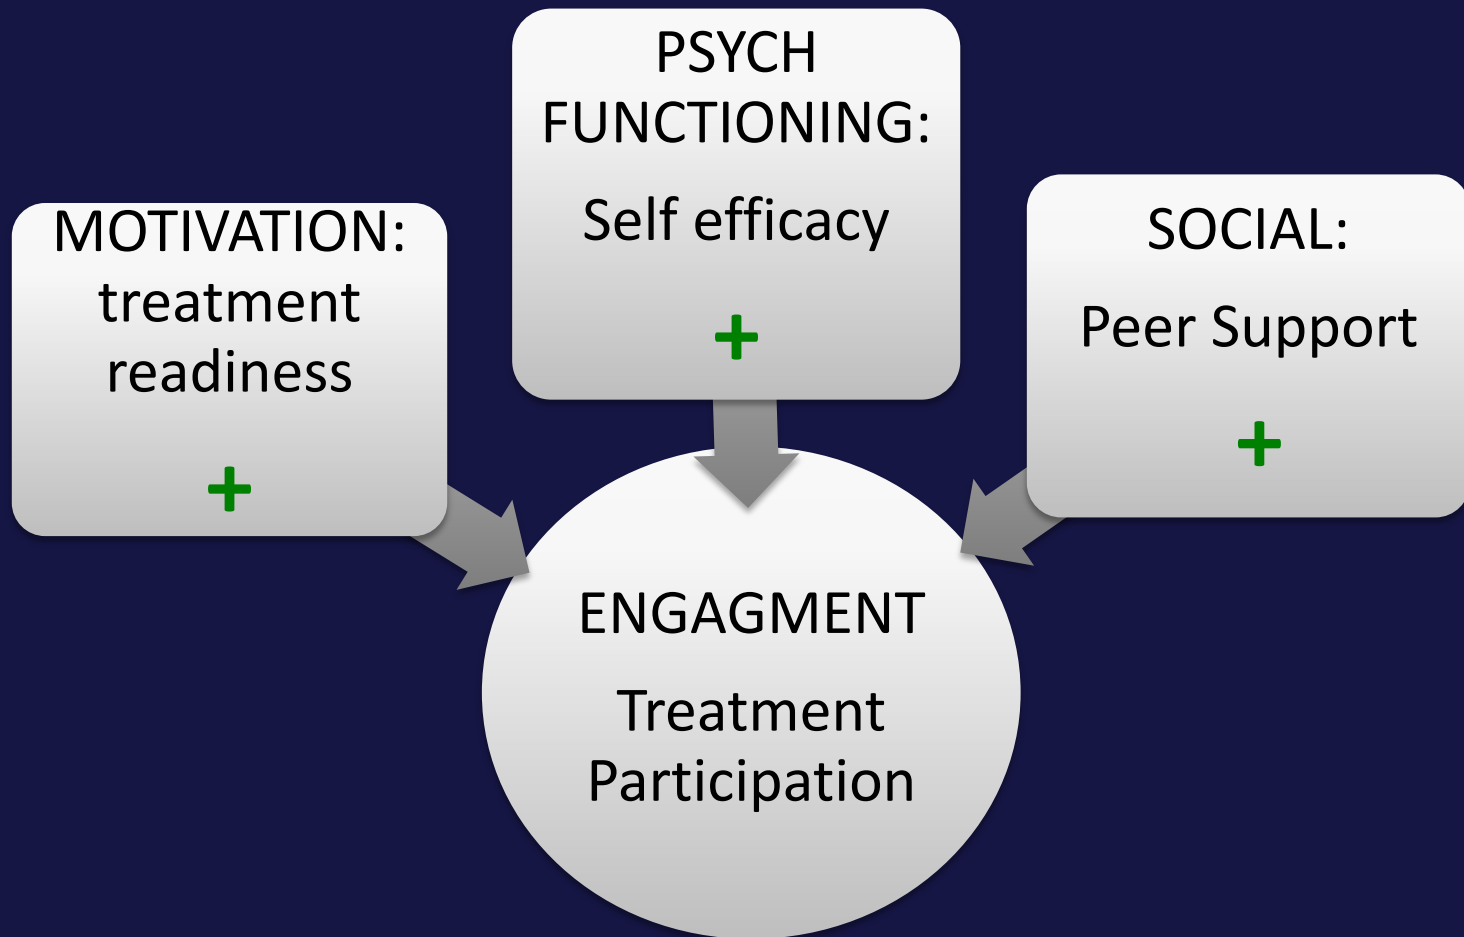 MOTIVATION:
treatment
readiness
+
PSYCH
FUNCTIONING:
Self efficacy
+
SOCIAL:
Peer Support
+
ENGAGMENT
Treatment
Participation